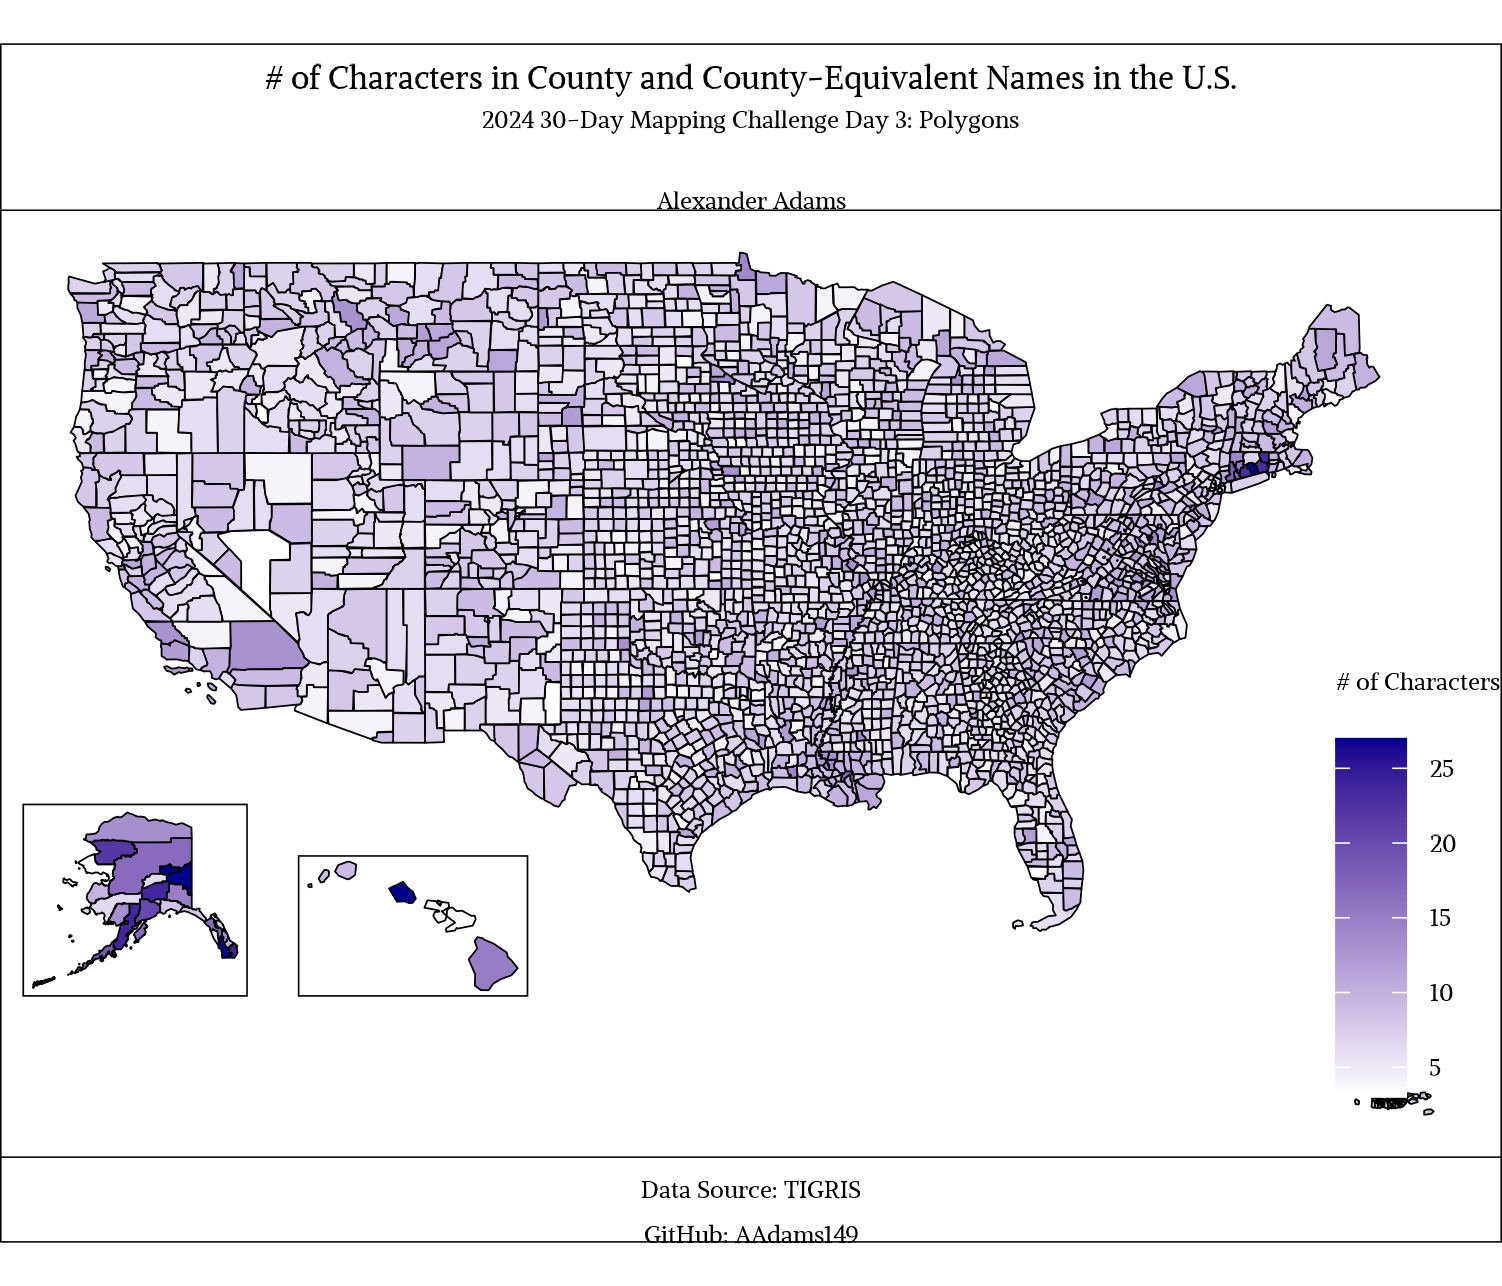 # of Characters in County and County-Equivalent Names in the U.S.
2024 30-Day Mapping Challenge Day 3: Polygons
Alexander Adams
# of Characters
25
20
15
10
5
Data Source: TIGRIS
GitHub: AAdams149